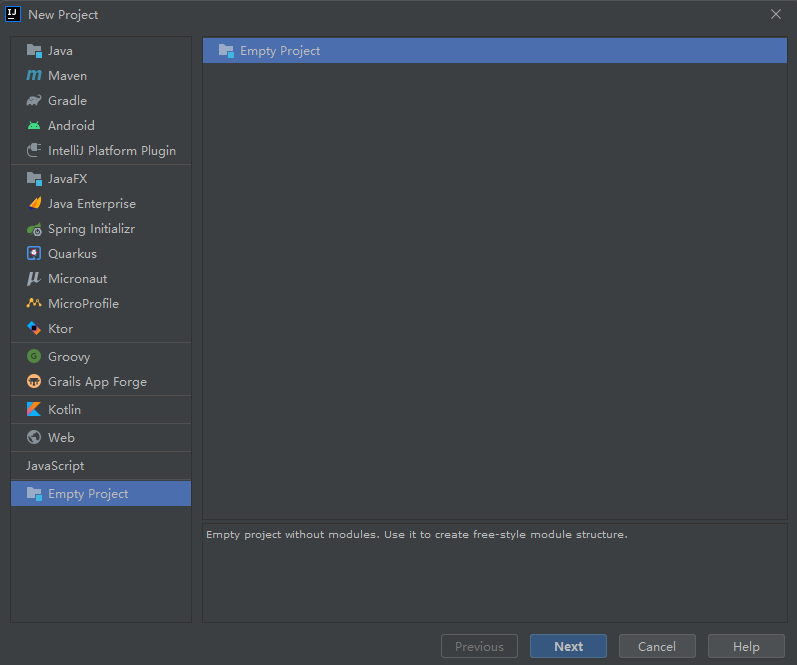 New Project
Java
Maven
Gradle
Android
IntelliJ Platform Plugin
JavaFX
Java Enterprise
Spring Initializr
Quarkus
Micronaut
MicroProfile
Ktor
Groovy
Grails App Forge
Kotlin
Web
JavaScript
Empty Project
Empty Project
Empty project without modules. Use it to create free-style module structure.
Previous
Next
Cancel
Help